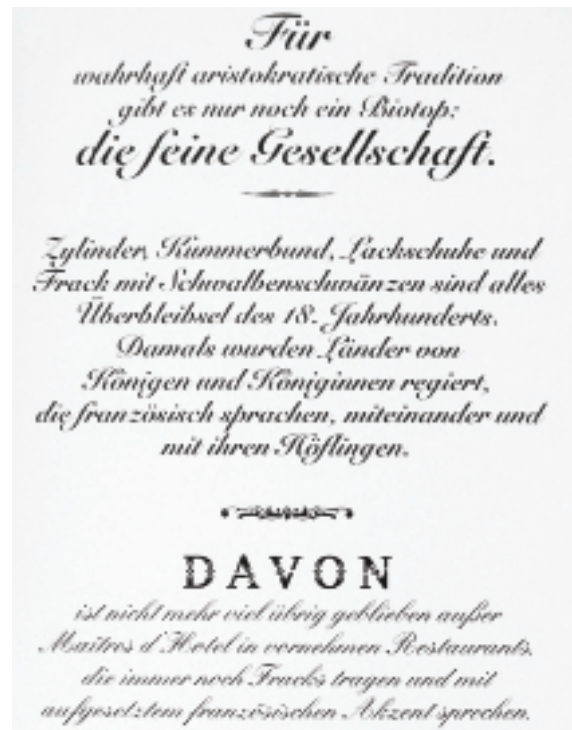 Für
wahrhaft aristokratische Tradition
gibt es nur noch ein Biotop:
die feine Gesellschaft.
Zylinder, Kummerbund, Lackschuhe und
Frack mit Schwalbenschwänzen sind alles
Überbleibsel des 18. Jahrhunderts.
Damals wurden Länder von
Königen und Königinnen regiert,
die französisch sprachen, miteinander und
mit ihren Höflingen.
DAVON
ist nicht mehr viel übrig geblieben außer
Maitres d'Hotel in vornehmen Restaurants,
die immer noch Fracks tragen und mit
aufgesetztem französischen Akzent sprechen.